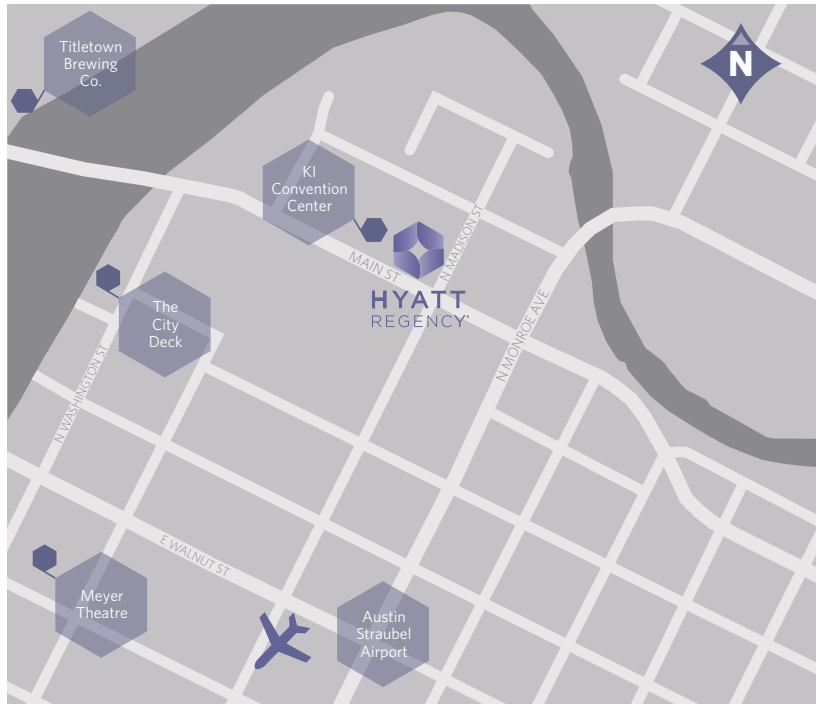 Titletown
Brewing
Co.
N
KI
Convention
Center
N MADISON ST
MAIN ST
HYATT
REGENCY®
The
City
Deck
N MONROE AVE
N WASHINGTON ST
E WALNUT ST
Meyer
Theatre
Austin
Straubel
Airport